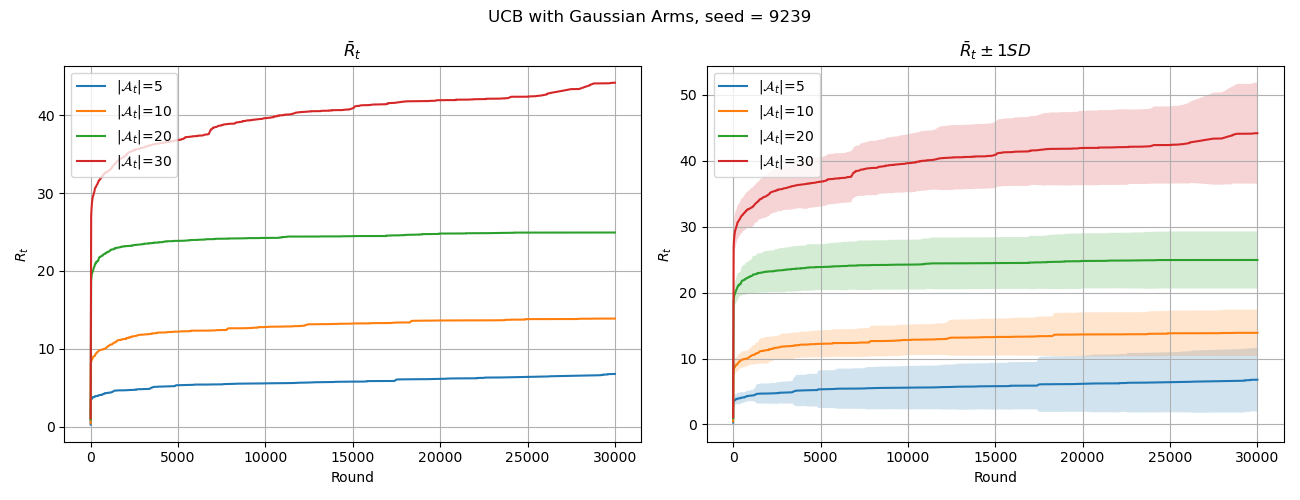 UCB with Gaussian Arms, seed = 9239
R̄ₜ
|𝒜ₜ|=5
|𝒜ₜ|=10
|𝒜ₜ|=20
|𝒜ₜ|=30
40
30
20
10
0
Rₜ
0 5000 10000 15000 20000 25000 30000
Round
R̄ₜ ± 1SD
|𝒜ₜ|=5
|𝒜ₜ|=10
|𝒜ₜ|=20
|𝒜ₜ|=30
50
40
30
20
10
0
Rₜ
0 5000 10000 15000 20000 25000 30000
Round